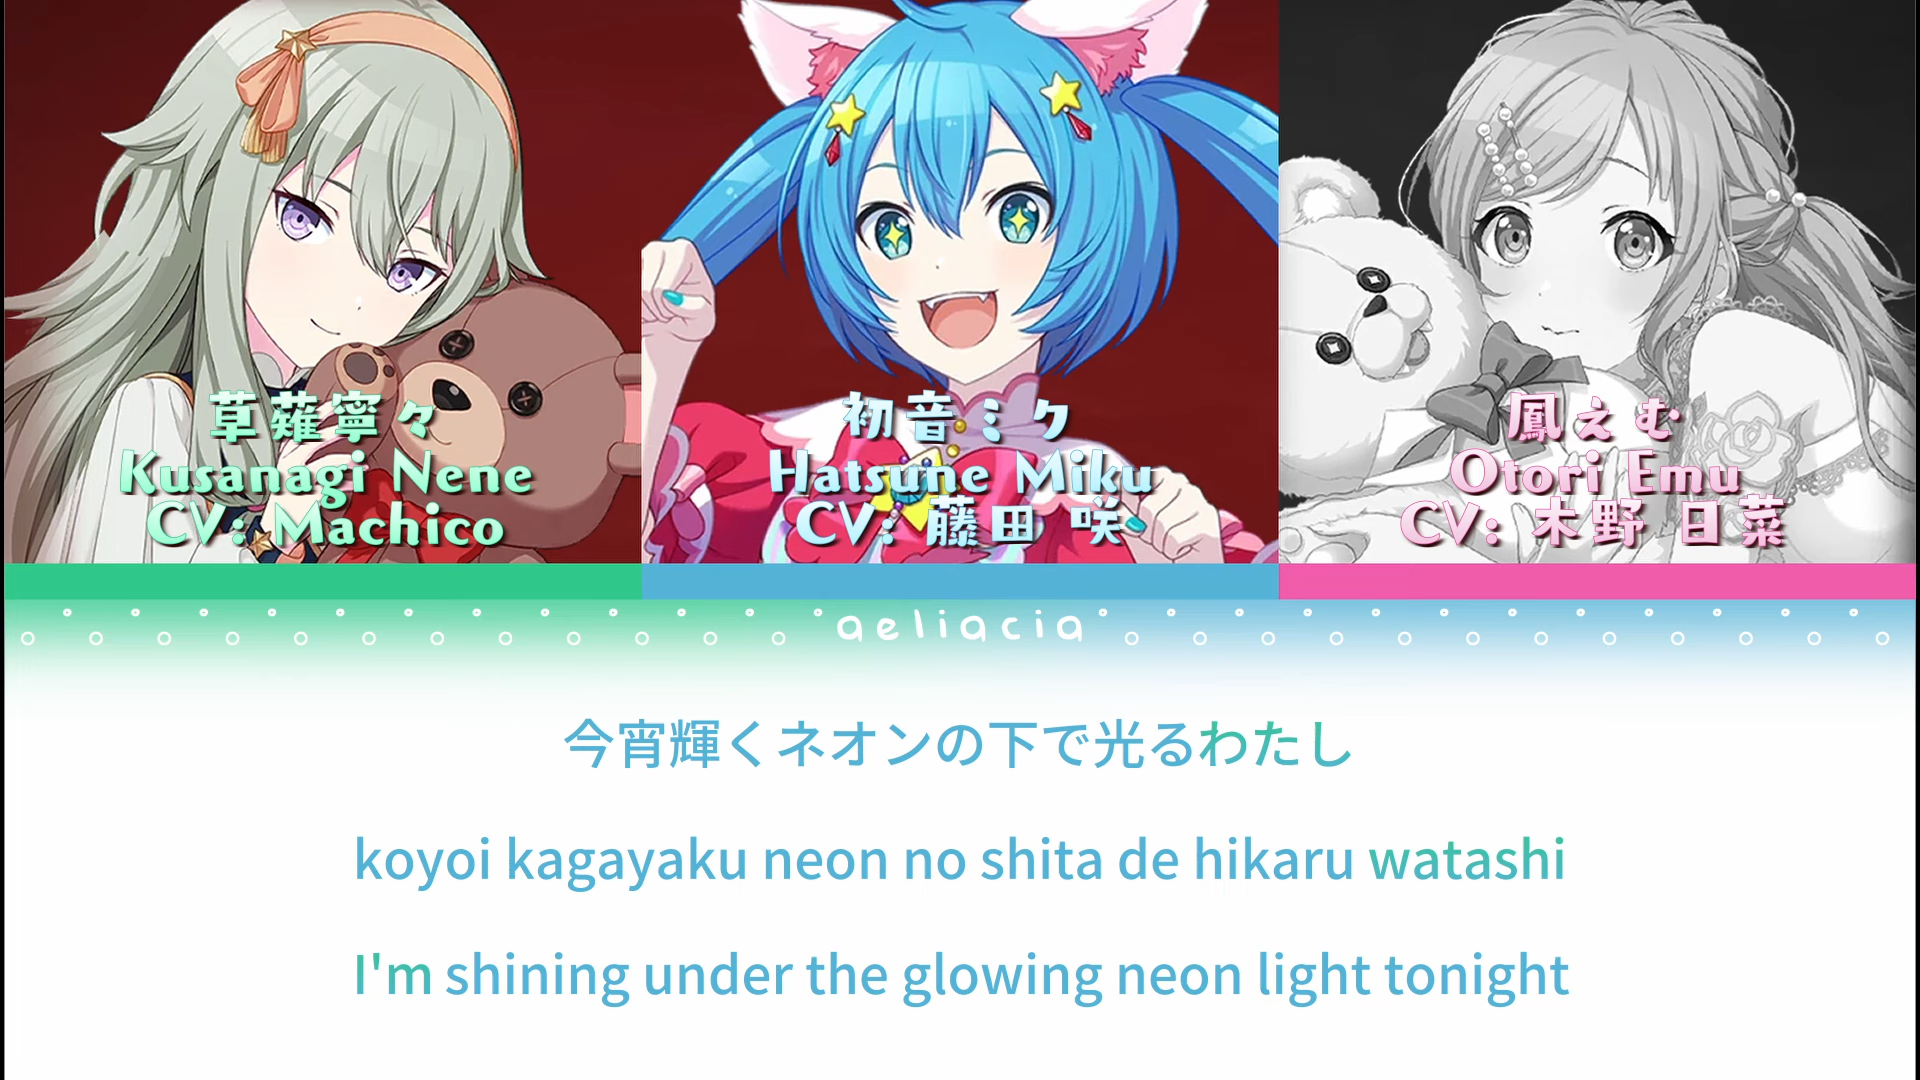 草薙寧々
Kusanagi Nene
CV: Machico
初音ミク
Hatsune Miku
CV: 藤田 咲
鳳えむ
Otori Emu
CV: 木野 日菜
aeliacia
今宵輝くネオンの下で光るわたし
koyoi kagayaku neon no shita de hikaru watashi
I'm shining under the glowing neon light tonight